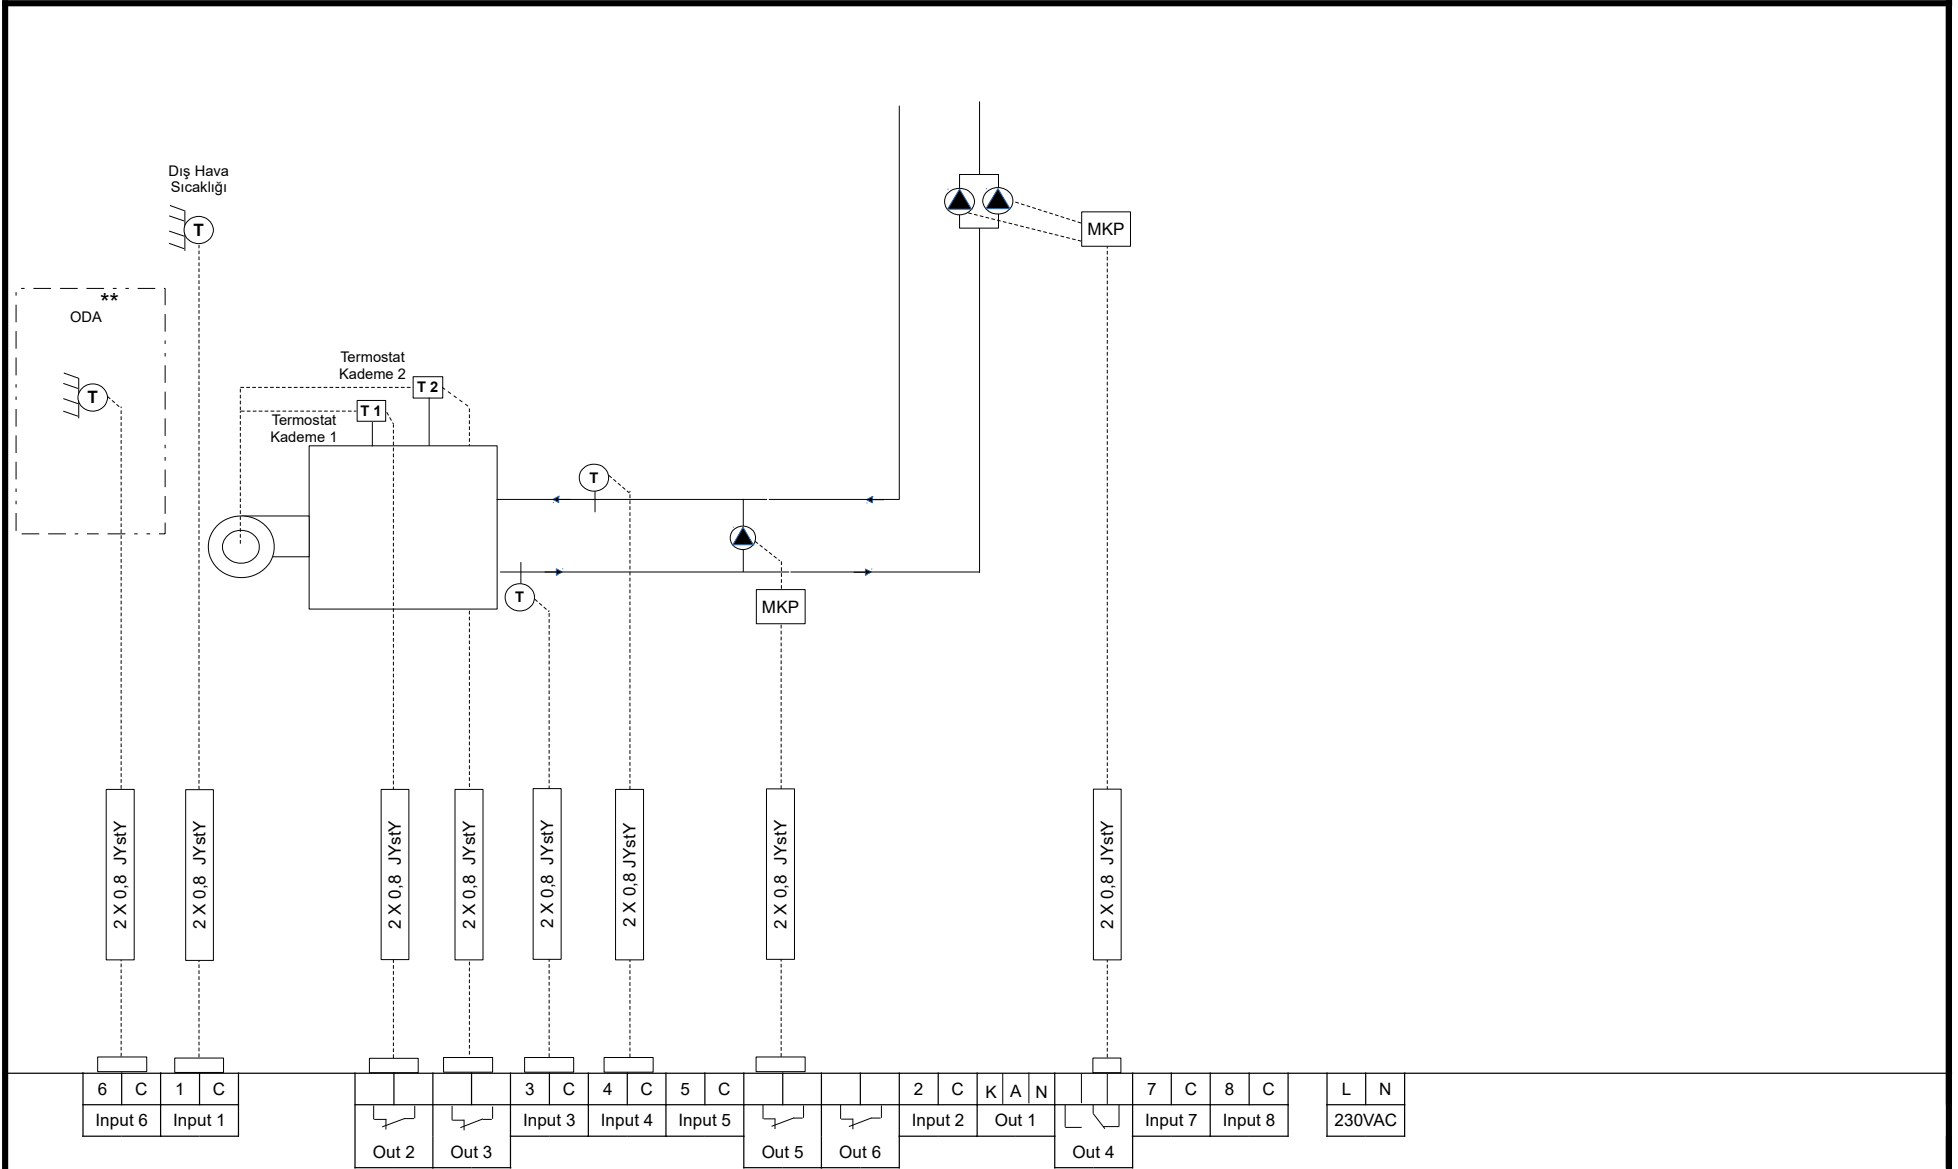 Dış Hava
Sıcaklığı
T
MKP
**
ODA
T
Termostat
Kademe 2
T 2
T 1
Termostat
Kademe 1
T
T
MKP
2 X 0,8 JYstY
2 X 0,8 JYstY
2 X 0,8 JYstY
2 X 0,8 JYstY
2 X 0,8 JYstY
2 X 0,8 JYstY
2 X 0,8 JYstY
2 X 0,8 JYstY
6 C 1 C 3 C 4 C 5 C 2 C K A N 7 C 8 C L N
Input 6 Input 1 Input 3 Input 4 Input 5 Input 2 Out 1 Input 7 Input 8 230VAC
Out 2 Out 3 Out 5 Out 6 Out 4